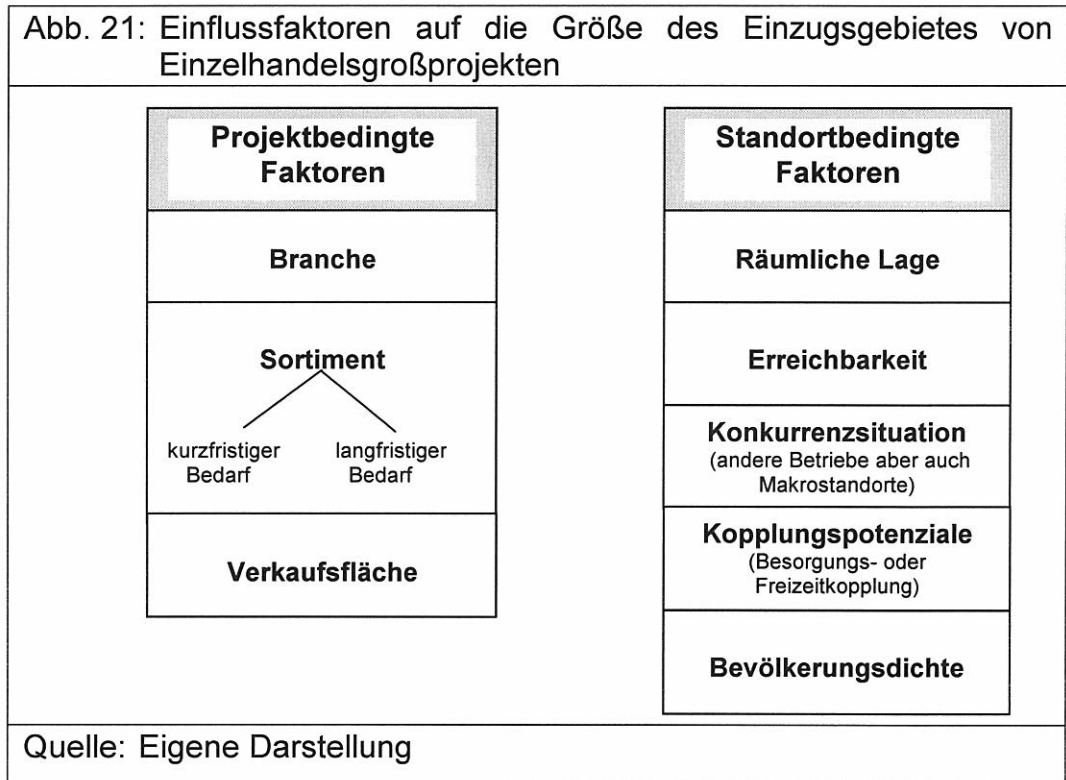 Abb. 21: Einflussfaktoren auf die Größe des Einzugsgebietes von
Einzelhandelsgroßprojekten
Projektbedingte
Faktoren
Branche
Sortiment
kurzfristiger
Bedarf
langfristiger
Bedarf
Verkaufsfläche
Standortbedingte
Faktoren
Räumliche Lage
Erreichbarkeit
Konkurrenzsituation
(andere Betriebe aber auch
Makrostandorte)
Kopplungspotenziale
(Besorgungs- oder
Freizeitkopplung)
Bevölkerungsdichte
Quelle: Eigene Darstellung